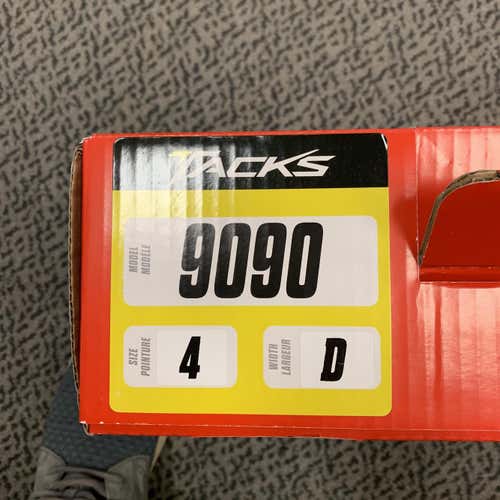 TACKS
MODEL
MODÈLE
9090
SIZE
POINTURE
4
WIDTH
LARGEUR
D